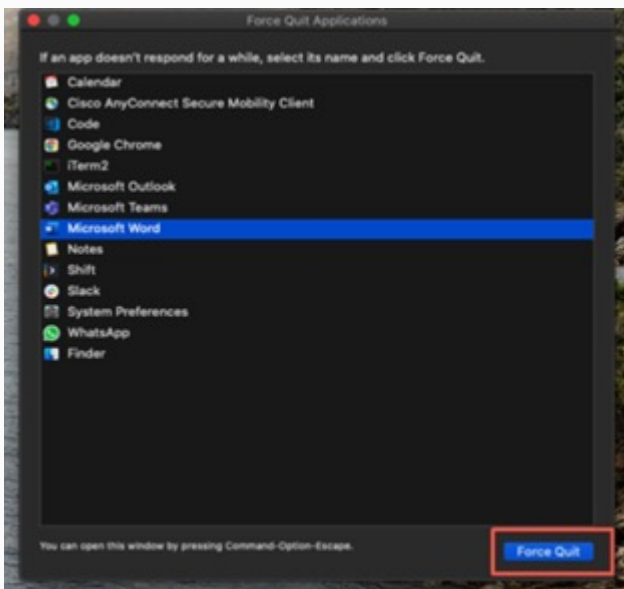 Force Quit Applications
If an app doesn't respond for a while, select its name and click Force Quit.
Calendar
Cisco AnyConnect Secure Mobility Client
Code
Google Chrome
iTerm2
Microsoft Outlook
Microsoft Teams
Microsoft Word
Notes
Shift
Slack
System Preferences
WhatsApp
Finder
You can open this window by pressing Command-Option-Escape.
Force Quit